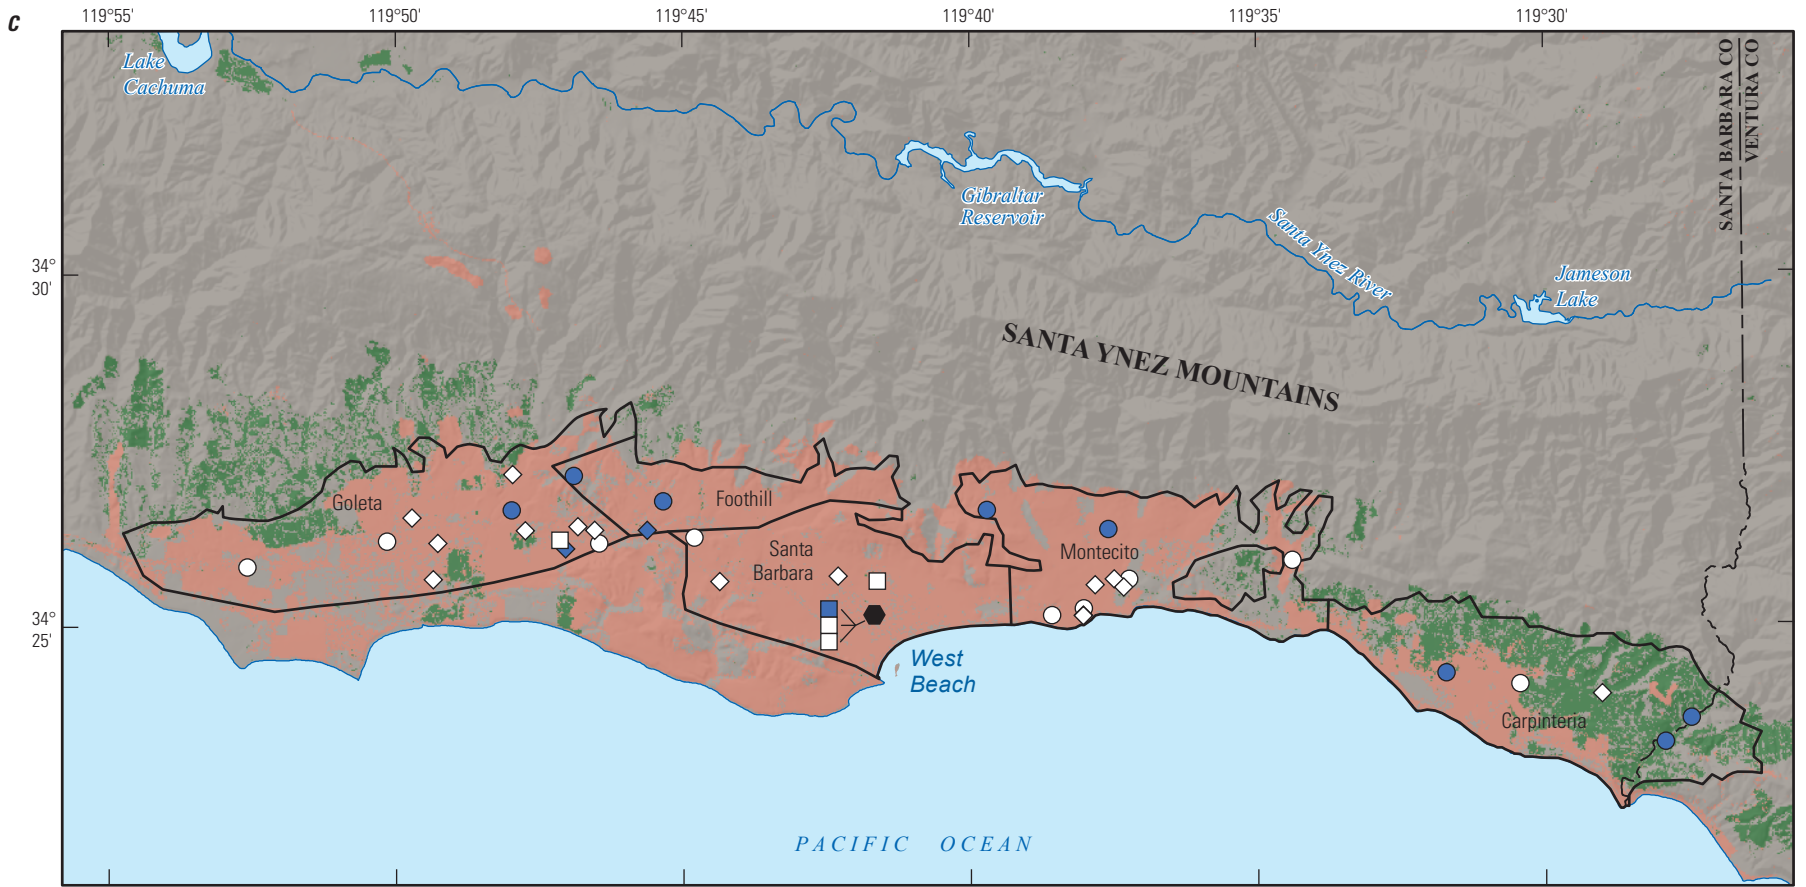 C
119°55' 119°50' 119°45' 119°40' 119°35' 119°30'
Lake
Cachuma
SANTA BARBARA CO
VENTURA CO
Gibraltar
Reservoir
Santa Ynez River
34°
30'
Jameson
Lake
SANTA YNEZ MOUNTAINS
Goleta
Foothill
Santa
Barbara
Montecito
34°
25'
West
Beach
Carpinteria
PACIFIC OCEAN